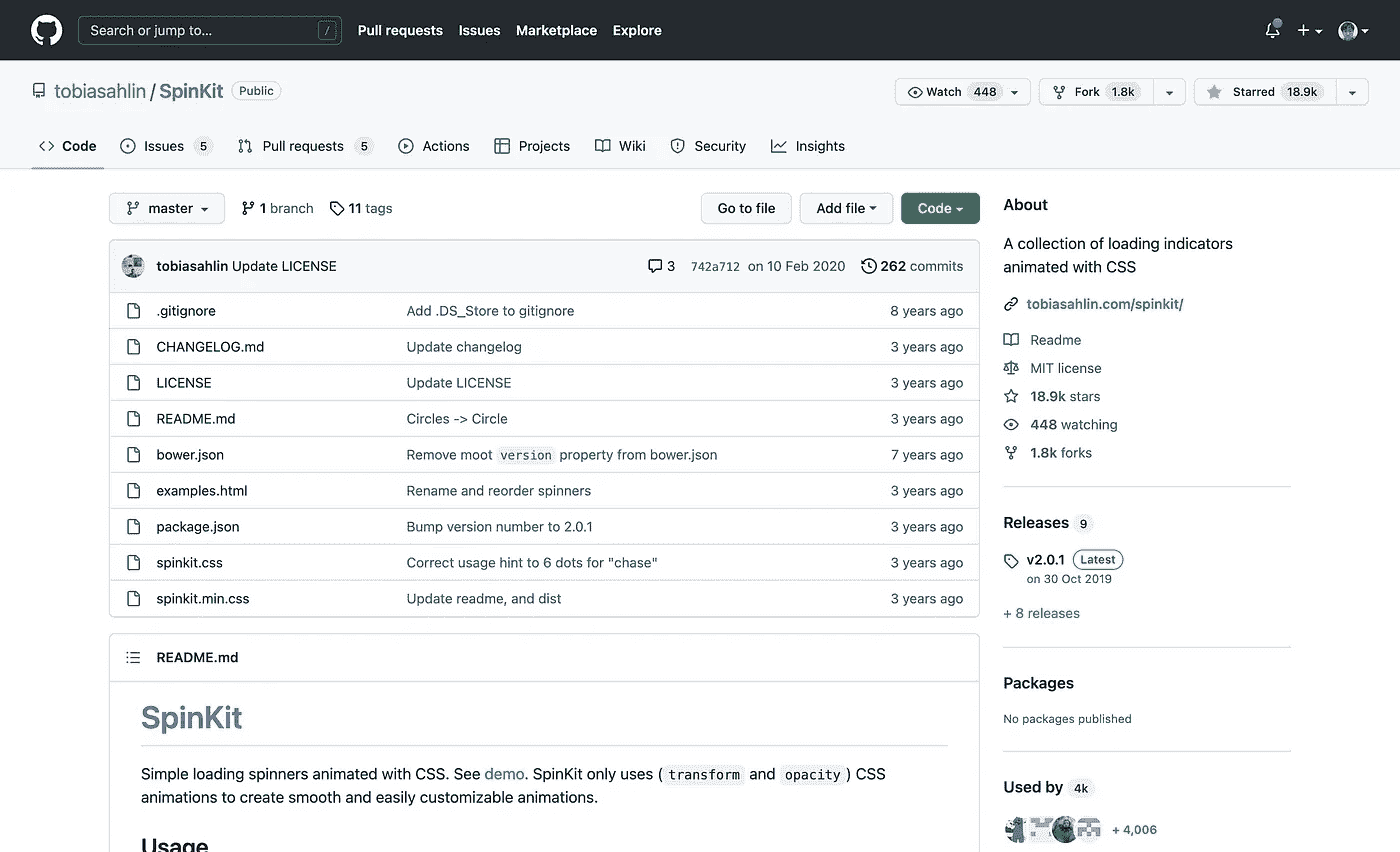 Search or jump to... /
Pull requests Issues Marketplace Explore
tobiasahlin / SpinKit Public
Watch 448 Fork 1.8k Starred 18.9k
Code Issues 5 Pull requests 5 Actions Projects Wiki Security Insights
master 1 branch 11 tags Go to file Add file Code
tobiasahlin Update LICENSE 3 742a712 on 10 Feb 2020 262 commits
.gitignore Add .DS_Store to gitignore 8 years ago
CHANGELOG.md Update changelog 3 years ago
LICENSE Update LICENSE 3 years ago
README.md Circles -> Circle 3 years ago
bower.json Remove moot version property from bower.json 7 years ago
examples.html Rename and reorder spinners 3 years ago
package.json Bump version number to 2.0.1 3 years ago
spinkit.css Correct usage hint to 6 dots for "chase" 3 years ago
spinkit.min.css Update readme, and dist 3 years ago
README.md
SpinKit
Simple loading spinners animated with CSS. See demo. SpinKit only uses ( transform and opacity ) CSS
animations to create smooth and easily customizable animations.
Usage
About
A collection of loading indicators
animated with CSS
tobiasahlin.com/spinkit/
Readme
MIT license
18.9k stars
448 watching
1.8k forks
Releases 9
v2.0.1 Latest
on 30 Oct 2019
+ 8 releases
Packages
No packages published
Used by 4k
+ 4,006